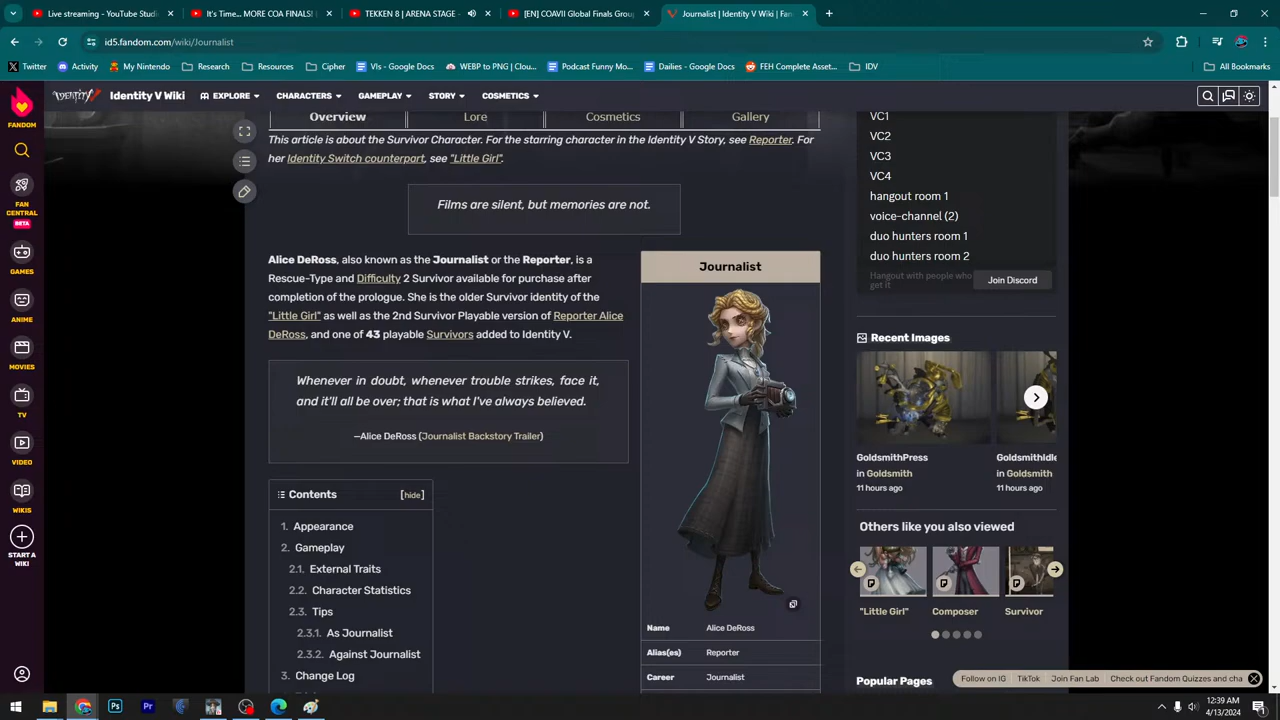 Live streaming - YouTube Studi
It's Time... MORE COA FINALS! |
TEKKEN 8 | ARENA STAGE -
[EN] COAVII Global Finals Grou
Journalist | Identity V Wiki | Fan
id5.fandom.com/wiki/Journalist
Twitter
Activity
My Nintendo
Research
Resources
Cipher
VIs - Google Docs
WEBP to PNG | Clou...
Podcast Funny Mo...
Dailies - Google Docs
FEH Complete Asset...
IDV
All Bookmarks
IDENTITY V
Identity V Wiki
EXPLORE
CHARACTERS
GAMEPLAY
STORY
COSMETICS
FANDOM
FAN CENTRAL
BETA
GAMES
ANIME
MOVIES
TV
VIDEO
WIKIS
START A WIKI
Overview
Lore
Cosmetics
Gallery
This article is about the Survivor Character. For the starring character in the Identity V Story, see Reporter. For
her Identity Switch counterpart, see "Little Girl".
Films are silent, but memories are not.
Alice DeRoss, also known as the Journalist or the Reporter, is a
Rescue-Type and Difficulty 2 Survivor available for purchase after
completion of the prologue. She is the older Survivor identity of the
"Little Girl" as well as the 2nd Survivor Playable version of Reporter Alice
DeRoss, and one of 43 playable Survivors added to Identity V.
Whenever in doubt, whenever trouble strikes, face it,
and it'll all be over; that is what I've always believed.
—Alice DeRoss (Journalist Backstory Trailer)
Contents [hide]
1. Appearance
2. Gameplay
2.1. External Traits
2.2. Character Statistics
2.3. Tips
2.3.1. As Journalist
2.3.2. Against Journalist
3. Change Log
Journalist
Name Alice DeRoss
Alias(es) Reporter
Career Journalist
VC1
VC2
VC3
VC4
hangout room 1
voice-channel (2)
duo hunters room 1
duo hunters room 2
Hangout with people who
get it
Join Discord
Recent Images
GoldsmithPress
in Goldsmith
11 hours ago
GoldsmithIdle
in Goldsmith
11 hours ago
Others like you also viewed
"Little Girl"
Composer
Survivor
Popular Pages
Follow on IG
TikTok
Join Fan Lab
Check out Fandom Quizzes and cha
12:39 AM
4/13/2024